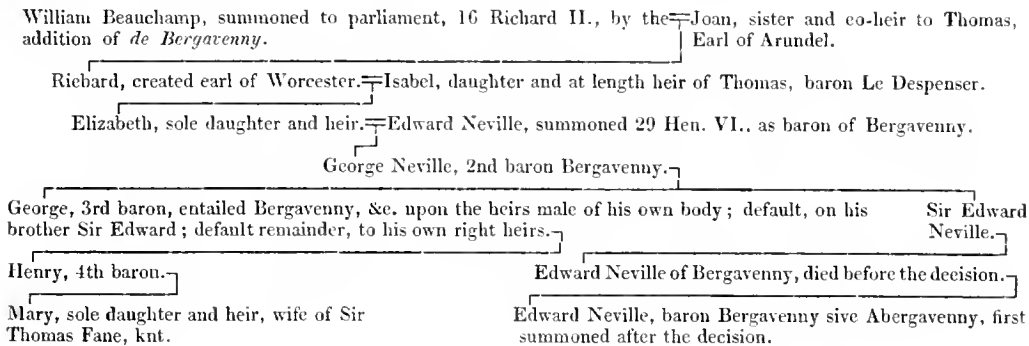 William Beauchamp, summoned to parliament, 16 Richard II., by the Joan, sister and co-heir to Thomas,
addition of de Bergavenny. Earl of Arundel.
Richard, created earl of Worcester. Isabel, daughter and at length heir of Thomas, baron Le Despenser.
Elizabeth, sole daughter and heir. Edward Neville, summoned 29 Hen. VI.. as baron of Bergavenny.
George Neville, 2nd baron Bergavenny.
George, 3rd baron, entailed Bergavenny, &c. upon the heirs male of his own body; default, on his Sir Edward
brother Sir Edward; default remainder, to his own right heirs. Neville.
Henry, 4th baron. Edward Neville of Bergavenny, died before the decision.
Mary, sole daughter and heir, wife of Sir Edward Neville, baron Bergavenny sive Abergavenny, first
Thomas Fane, knt. summoned after the decision.